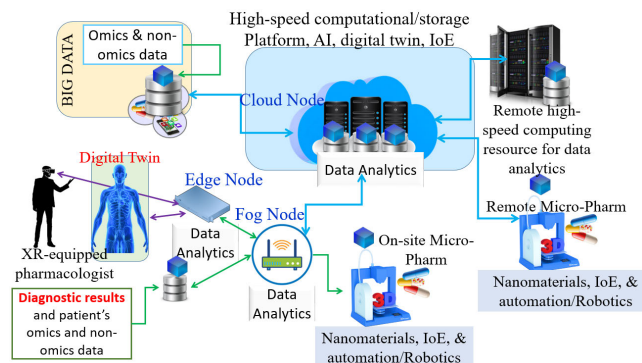 High-speed computational/storage
Platform, AI, digital twin, IoE
Omics & non-
omics data
BIG DATA
Cloud Node
Data Analytics
Remote high-
speed computing
resource for data
analytics
Digital Twin
Edge Node
Fog Node
XR-equipped
pharmacologist
Data
Analytics
Data
Analytics
On-site Micro-
Pharm
3D
Nanomaterials, IoE, &
automation/Robotics
Remote Micro-Pharm
3D
Nanomaterials, IoE, &
automation/Robotics
Diagnostic results
and patient's
omics and non-
omics data